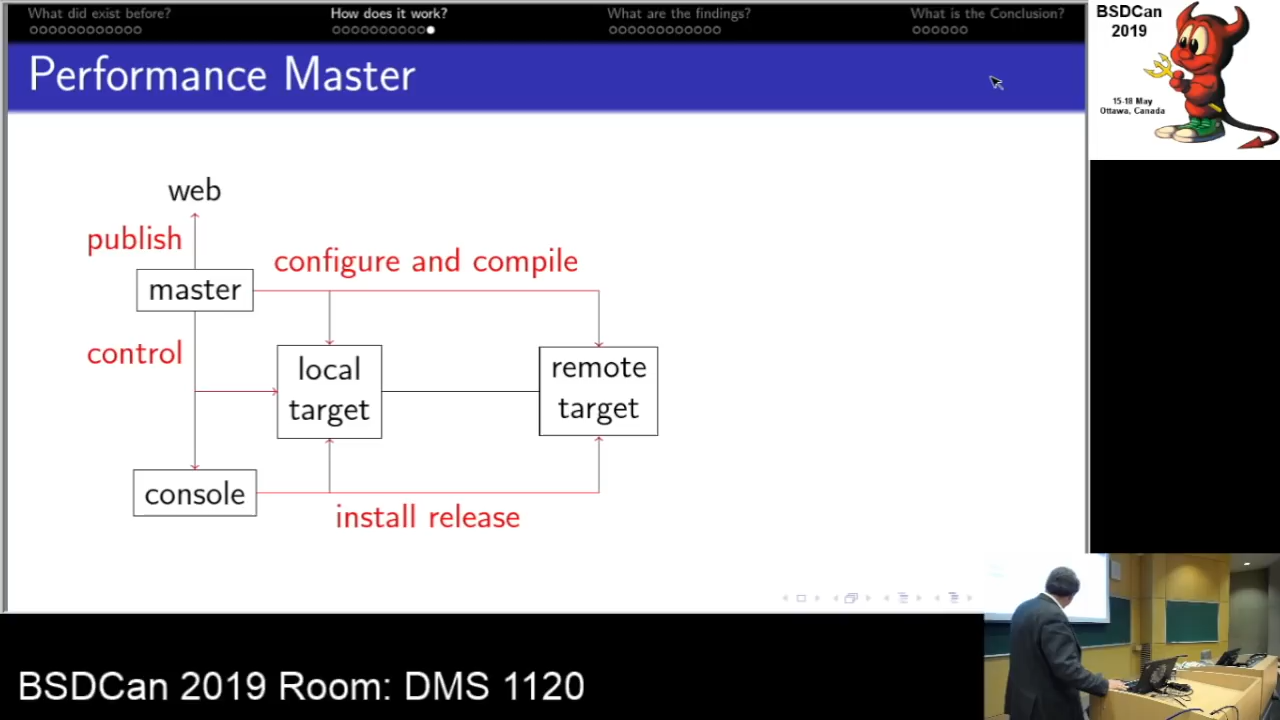 What did exist before? How does it work? What are the findings? What is the Conclusion?
Performance Master
BSDCan
2019
15-18 May
Ottawa, Canada
web
publish
configure and compile
master
control
local
target
remote
target
console
install release
BSDCan 2019 Room: DMS 1120